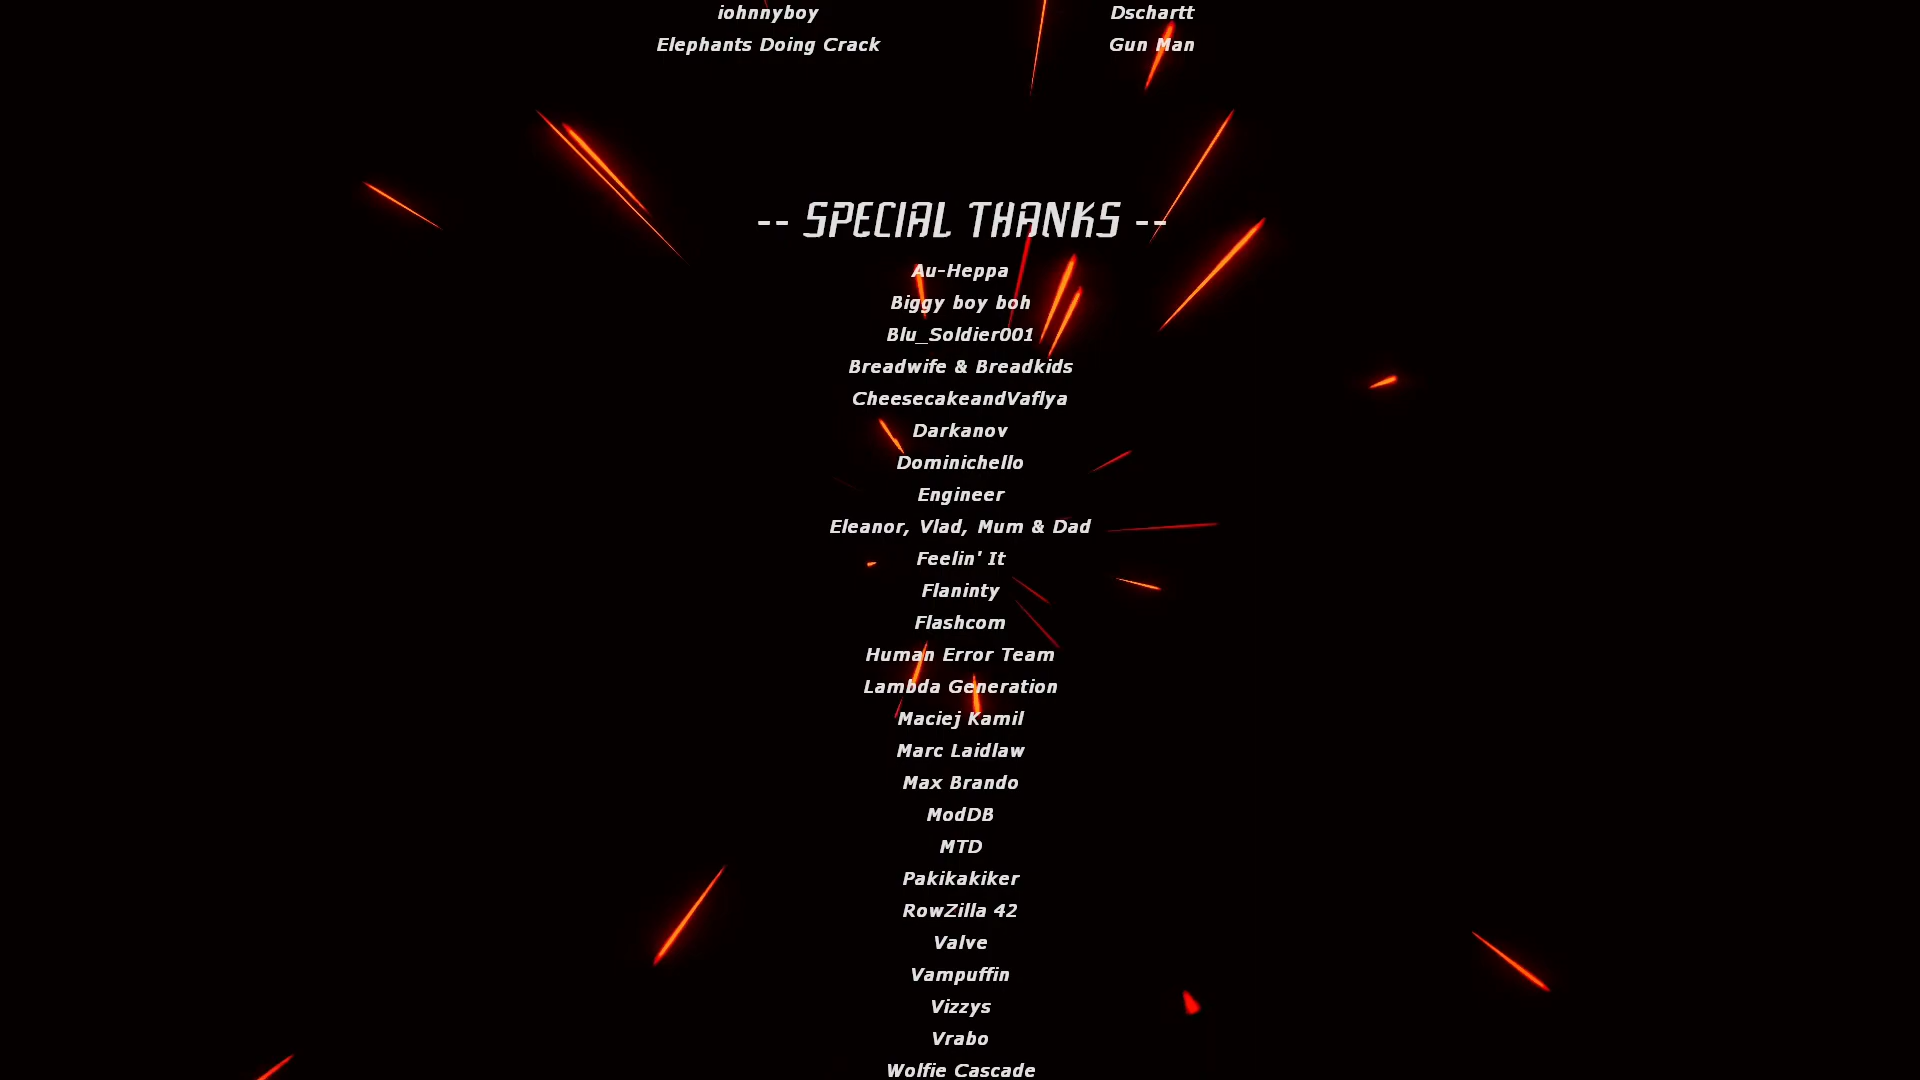 iohnnyboy Dschartt
Elephants Doing Crack Gun Man
-- SPECIAL THANKS --
Au-Heppa
Biggy boy boh
Blu_Soldier001
Breadwife & Breadkids
CheesecakeandVaflya
Darkanov
Dominichello
Engineer
Eleanor, Vlad, Mum & Dad
Feelin' It
Flaninty
Flashcom
Human Error Team
Lambda Generation
Maciej Kamil
Marc Laidlaw
Max Brando
ModDB
MTD
Pakikakiker
RowZilla 42
Valve
Vampuffin
Vizzys
Vrabo
Wolfie Cascade